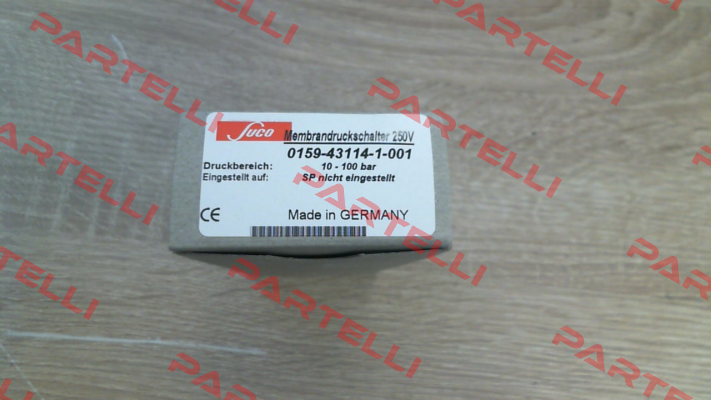 Suco Membrandruckschalter 250V
0159-43114-1-001
Druckbereich: 10 - 100 bar
Eingestellt auf: SP nicht eingestellt
CE Made in GERMANY
PARTELLI
PARTELLI
PARTELLI
PARTELLI
PARTELLI
PARTELLI
PARTELLI
PARTELLI
PARTELLI